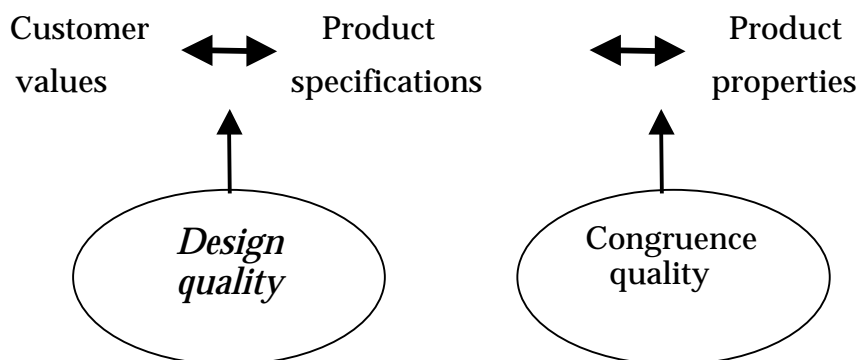 Customer values
Product specifications
Product properties
Design
quality
Congruence
quality